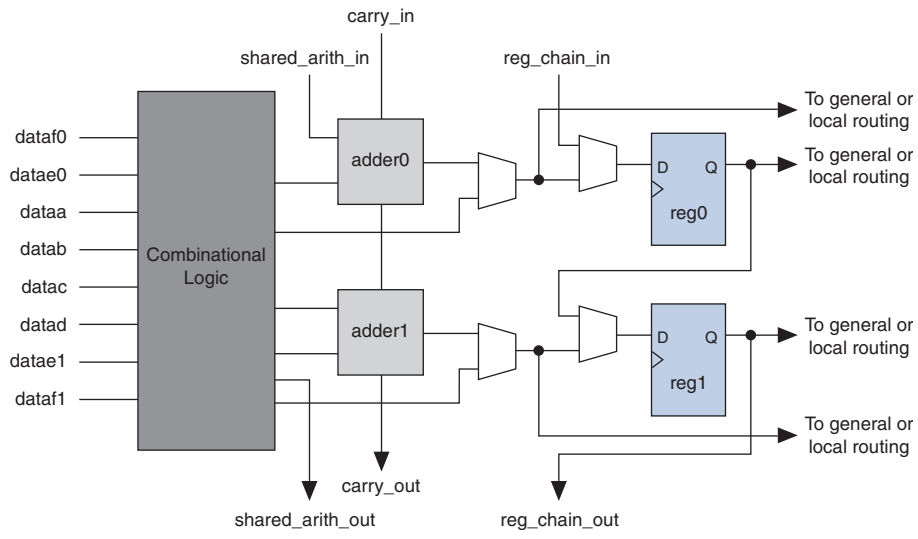 carry_in
shared_arith_in
reg_chain_in
To general or
local routing
dataf0
datae0
dataa
datab
datac
datad
datae1
dataf1
Combinational
Logic
adder0
D
Q
reg0
To general or
local routing
adder1
D
Q
reg1
To general or
local routing
To general or
local routing
carry_out
shared_arith_out
reg_chain_out